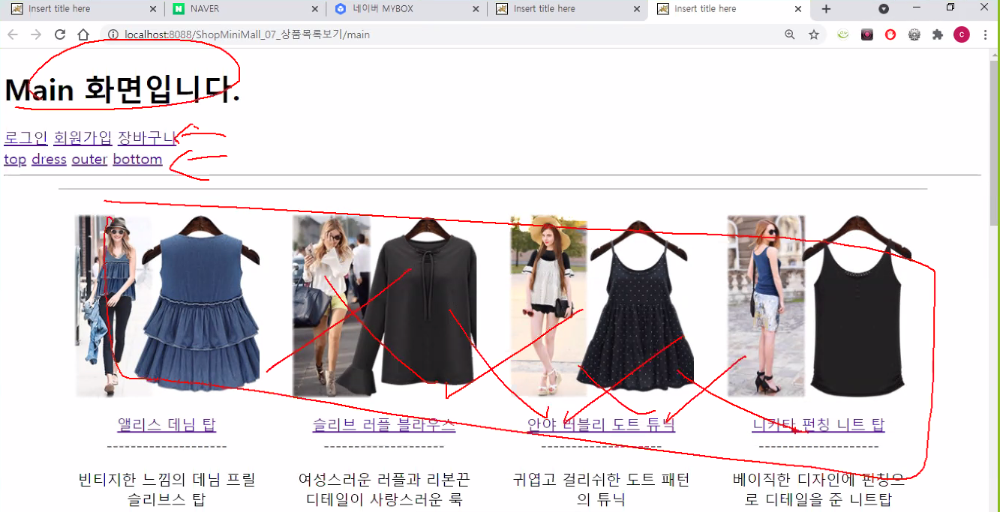 Insert title here
NAVER
네이버 MYBOX
Insert title here
Insert title here
localhost:8088/ShopMiniMall_07_상품목록보기/main
C
Main 화면입니다.
로그인 회원가입 장바구니
top dress outer bottom
앨리스 데님 탑
슬리브 러플 블라우스
안야 러블리 도트 튜닉
니카타 펀칭 니트 탑
--------------------
--------------------
--------------------
--------------------
빈티지한 느낌의 데님 프릴
슬리브스 탑
여성스러운 러플과 리본끈
디테일이 사랑스러운 룩
귀엽고 걸리쉬한 도트 패턴
의 튜닉
베이직한 디자인에 펀칭으
로 디테일을 준 니트탑